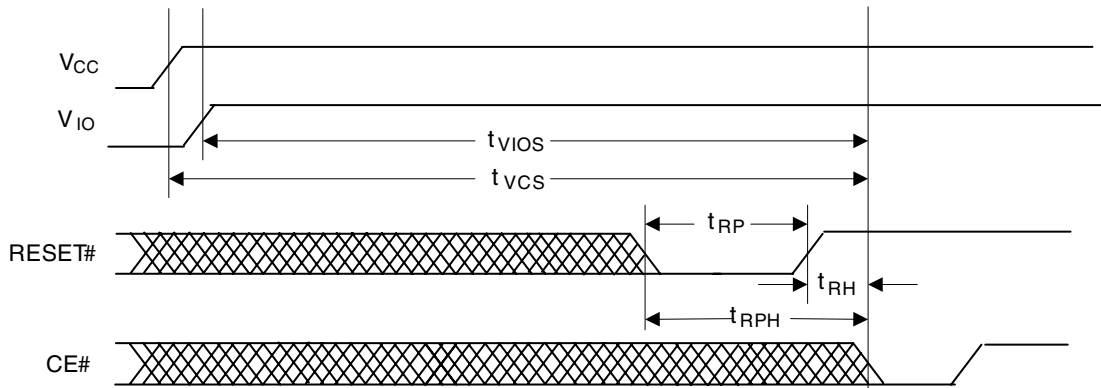 VCC
VIO
tVIOS
tVCS
tRP
RESET#
tRH
tRPH
CE#